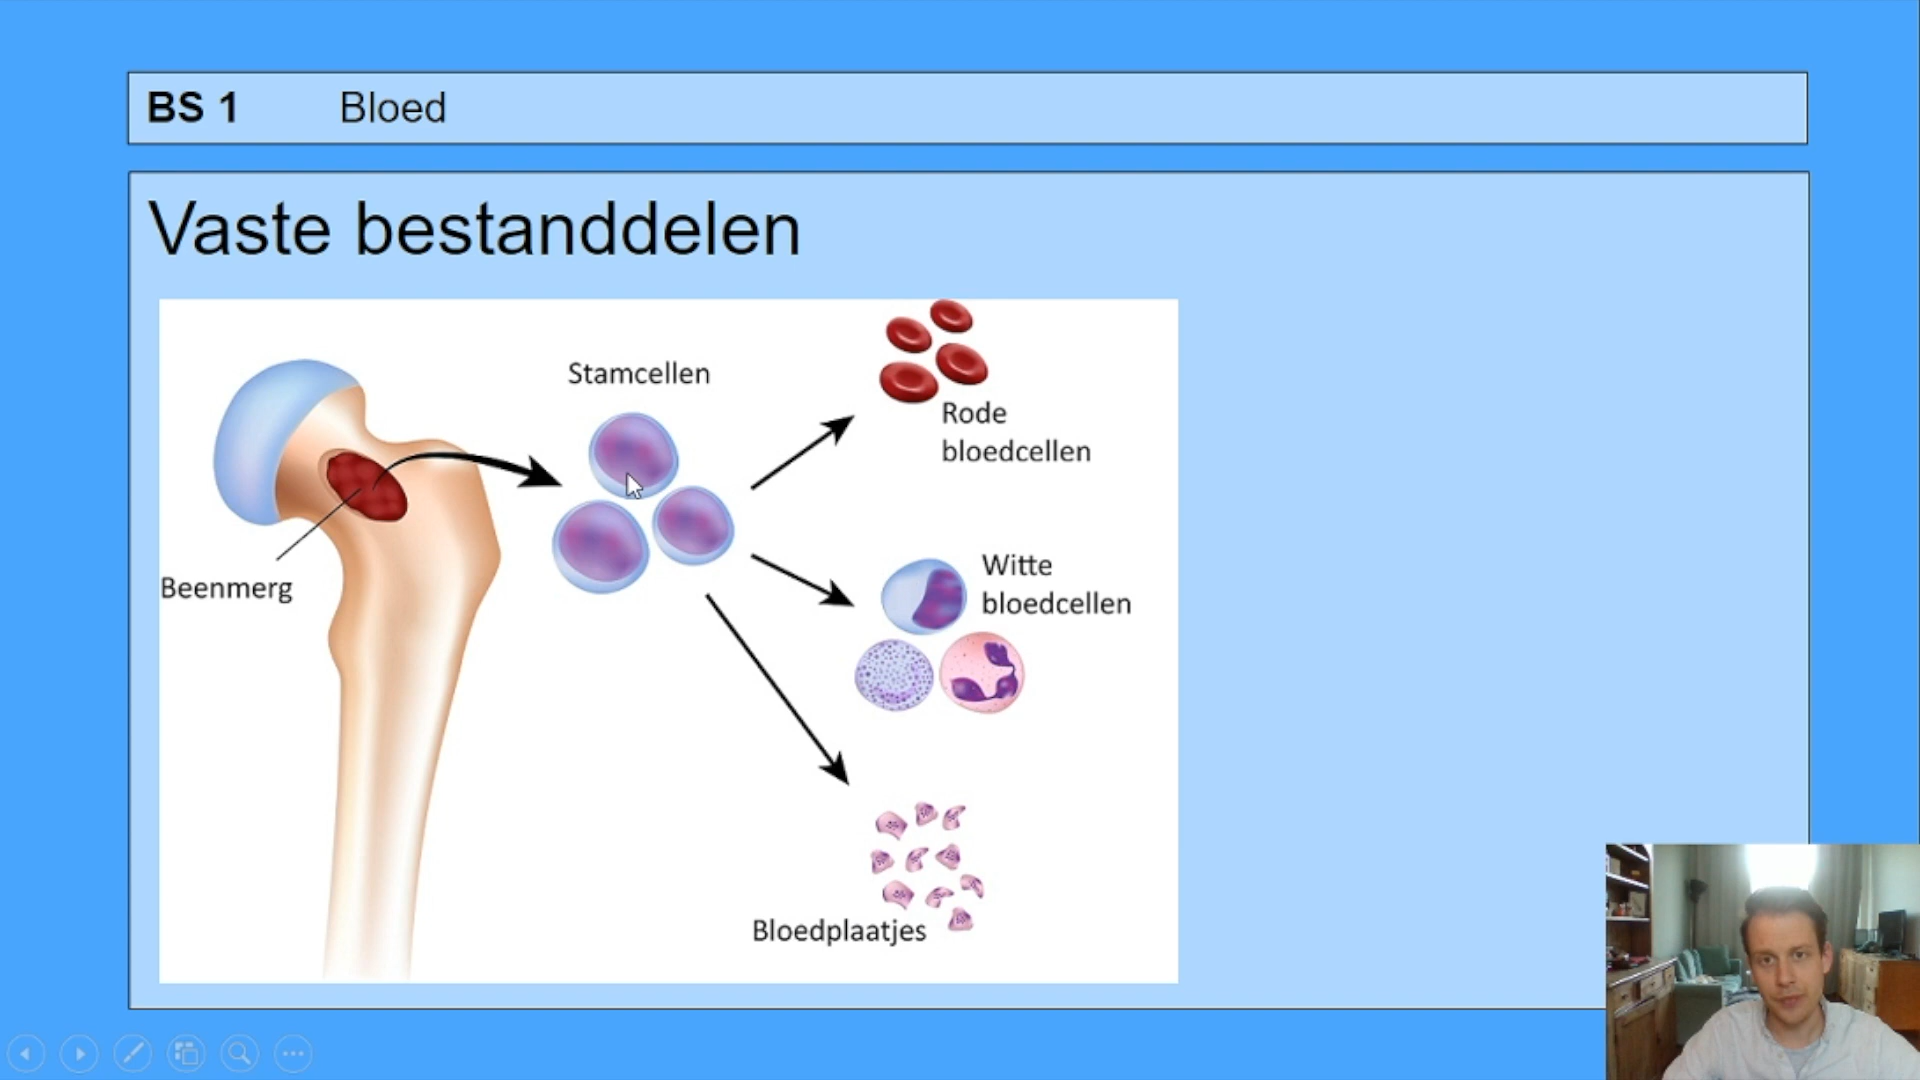 BS 1 Bloed
Vaste bestanddelen
Stamcellen
Rode
bloedcellen
Beenmerg
Witte
bloedcellen
Bloedplaatjes